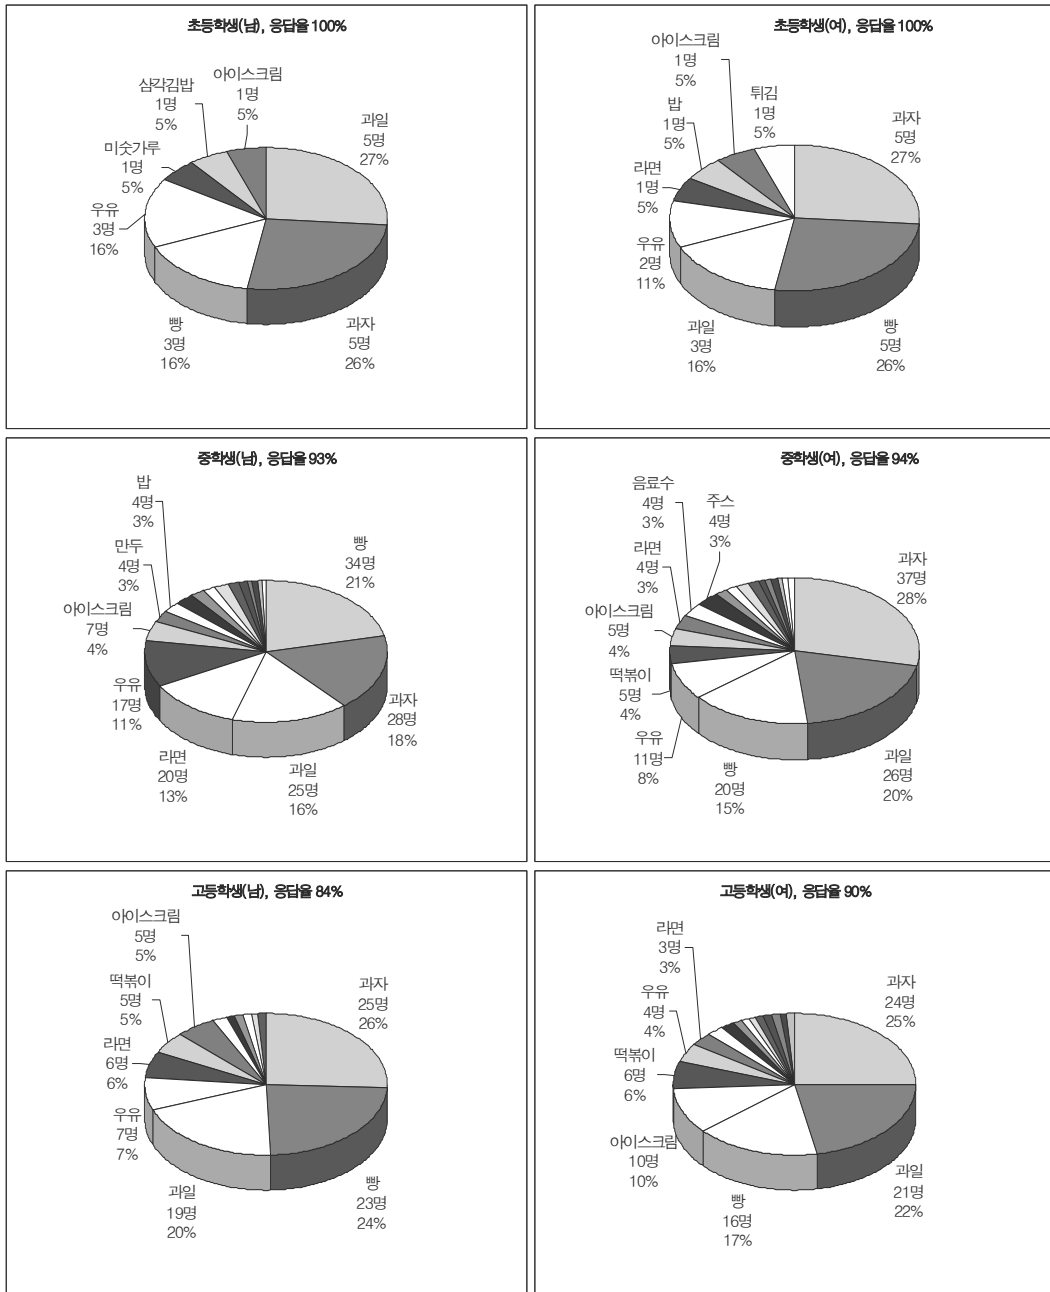 초등학생(남), 응답율 100%
아이스크림
1명
5%
삼각김밥
1명
5%
미숫가루
1명
5%
우유
3명
16%
과일
5명
27%
빵
3명
16%
과자
5명
26%
초등학생(여), 응답율 100%
아이스크림
1명
5%
튀김
1명
5%
밥
1명
5%
라면
1명
5%
우유
2명
11%
과자
5명
27%
과일
3명
16%
빵
5명
26%
중학생(남), 응답율 93%
밥
4명
3%
만두
4명
3%
아이스크림
7명
4%
우유
17명
11%
빵
34명
21%
과자
28명
18%
라면
20명
13%
과일
25명
16%
중학생(여), 응답율 94%
음료수
4명
3%
주스
4명
3%
라면
4명
3%
아이스크림
5명
4%
떡볶이
5명
4%
우유
11명
8%
과자
37명
28%
빵
20명
15%
과일
26명
20%
고등학생(남), 응답율 84%
아이스크림
5명
5%
떡볶이
5명
5%
라면
6명
6%
우유
7명
7%
과자
25명
26%
과일
19명
20%
빵
23명
24%
고등학생(여), 응답율 90%
라면
3명
3%
우유
4명
4%
떡볶이
6명
6%
아이스크림
10명
10%
과자
24명
25%
빵
16명
17%
과일
21명
22%